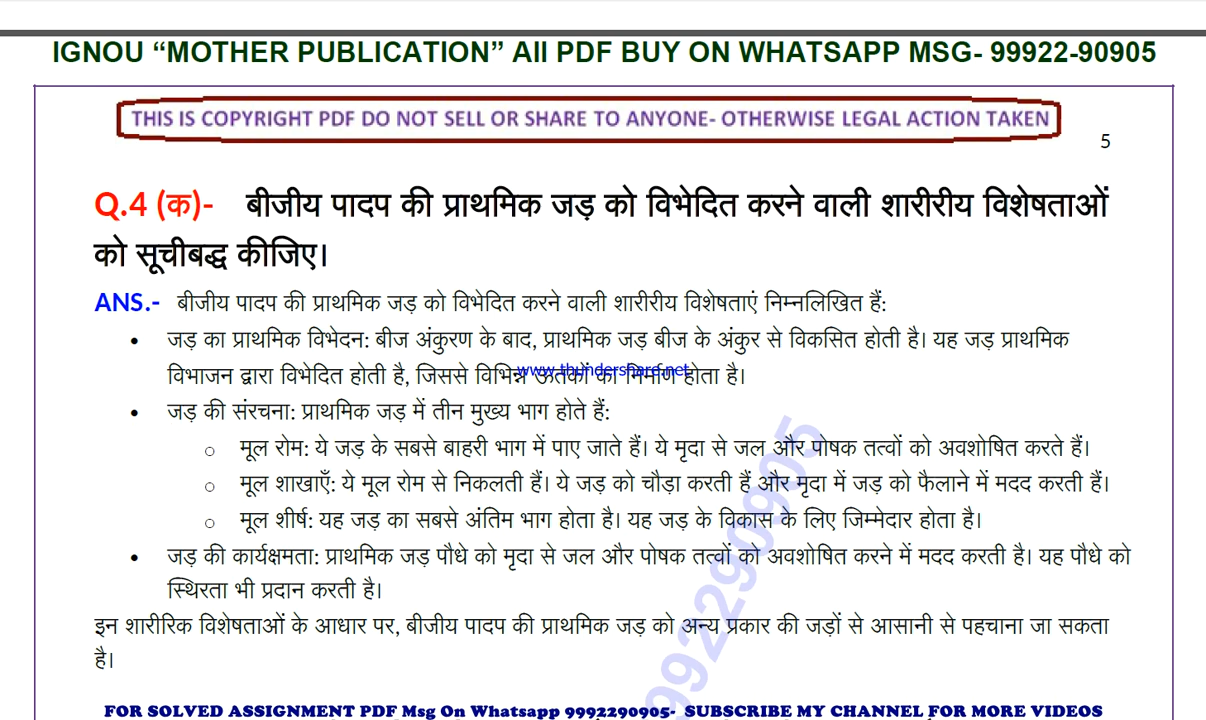 IGNOU “MOTHER PUBLICATION” All PDF BUY ON WHATSAPP MSG- 99922-90905
THIS IS COPYRIGHT PDF DO NOT SELL OR SHARE TO ANYONE- OTHERWISE LEGAL ACTION TAKEN
5
Q.4 (क)- बीजीय पादप की प्राथमिक जड़ को विभेदित करने वाली शारीरीय विशेषताओं
को सूचीबद्ध कीजिए।
ANS.- बीजीय पादप की प्राथमिक जड़ को विभेदित करने वाली शारीरीय विशेषताएं निम्नलिखित हैं:
• जड़ का प्राथमिक विभेदन: बीज अंकुरण के बाद, प्राथमिक जड़ बीज के अंकुर से विकसित होती है। यह जड़ प्राथमिक
विभाजन द्वारा विभेदित होती है, जिससे विभिन्न ऊतकों का निर्माण होता है।
www.thundershare.net
• जड़ की संरचना: प्राथमिक जड़ में तीन मुख्य भाग होते हैं:
○ मूल रोम: ये जड़ के सबसे बाहरी भाग में पाए जाते हैं। ये मृदा से जल और पोषक तत्वों को अवशोषित करते हैं।
○ मूल शाखाएँ: ये मूल रोम से निकलती हैं। ये जड़ को चौड़ा करती हैं और मृदा में जड़ को फैलाने में मदद करती हैं।
○ मूल शीर्ष: यह जड़ का सबसे अंतिम भाग होता है। यह जड़ के विकास के लिए जिम्मेदार होता है।
• जड़ की कार्यक्षमता: प्राथमिक जड़ पौधे को मृदा से जल और पोषक तत्वों को अवशोषित करने में मदद करती है। यह पौधे को
स्थिरता भी प्रदान करती है।
इन शारीरिक विशेषताओं के आधार पर, बीजीय पादप की प्राथमिक जड़ को अन्य प्रकार की जड़ों से आसानी से पहचाना जा सकता
है।
9992290905
FOR SOLVED ASSIGNMENT PDF Msg On Whatsapp 9992290905- SUBSCRIBE MY CHANNEL FOR MORE VIDEOS